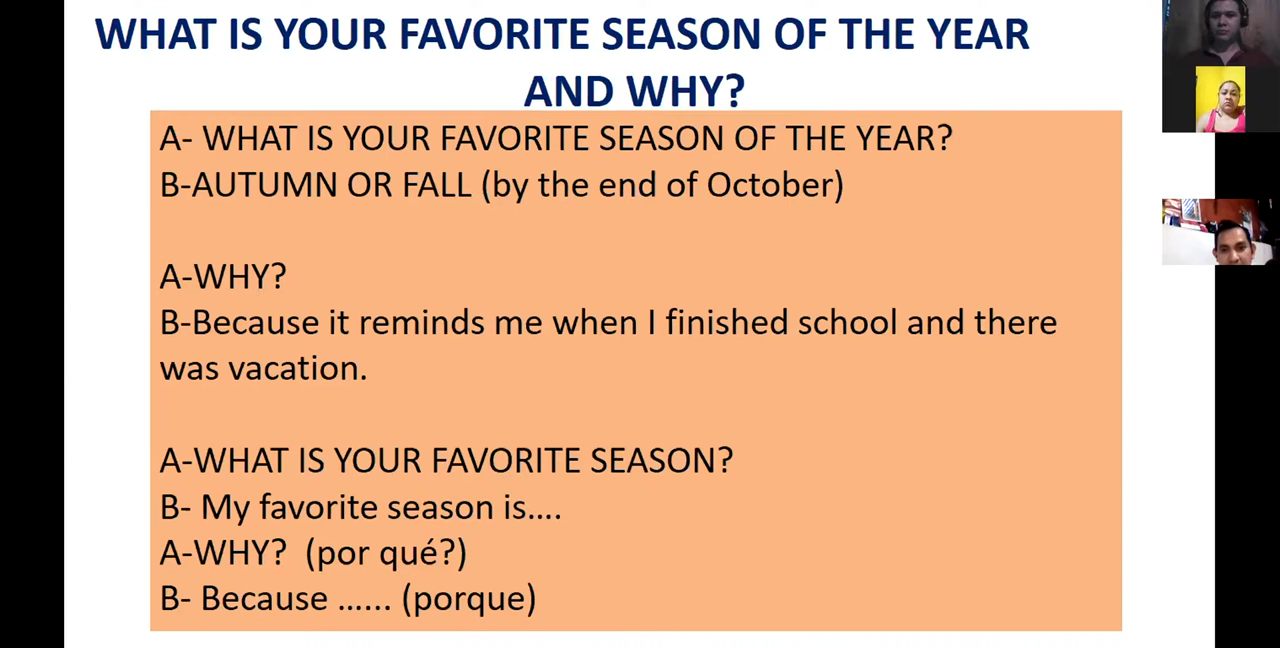 WHAT IS YOUR FAVORITE SEASON OF THE YEAR
AND WHY?
A- WHAT IS YOUR FAVORITE SEASON OF THE YEAR?
B-AUTUMN OR FALL (by the end of October)
A-WHY?
B-Because it reminds me when I finished school and there
was vacation.
A-WHAT IS YOUR FAVORITE SEASON?
B- My favorite season is....
A-WHY?  (por qué?)
B- Because ...... (porque)